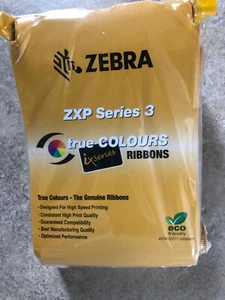 ZEBRA
ZXP Series 3
true COLOURS
ix Series
RIBBONS
True Colours - The Genuine Ribbons
• Designed For High Speed Printing
• Consistent High Print Quality
• Guaranteed Compatibility
• Best Manufacturing Quality
• Optimized Performance
eco
friendly